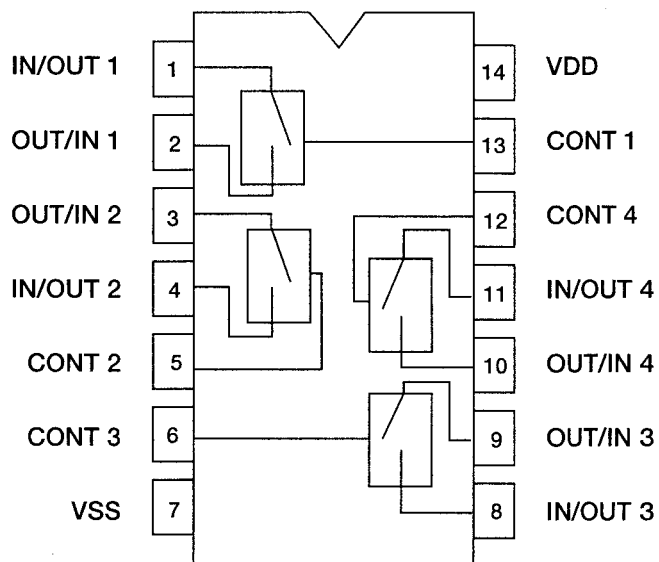 IN/OUT 1 1 14 VDD
OUT/IN 1 2 13 CONT 1
OUT/IN 2 3 12 CONT 4
IN/OUT 2 4 11 IN/OUT 4
CONT 2 5 10 OUT/IN 4
CONT 3 6 9 OUT/IN 3
VSS 7 8 IN/OUT 3